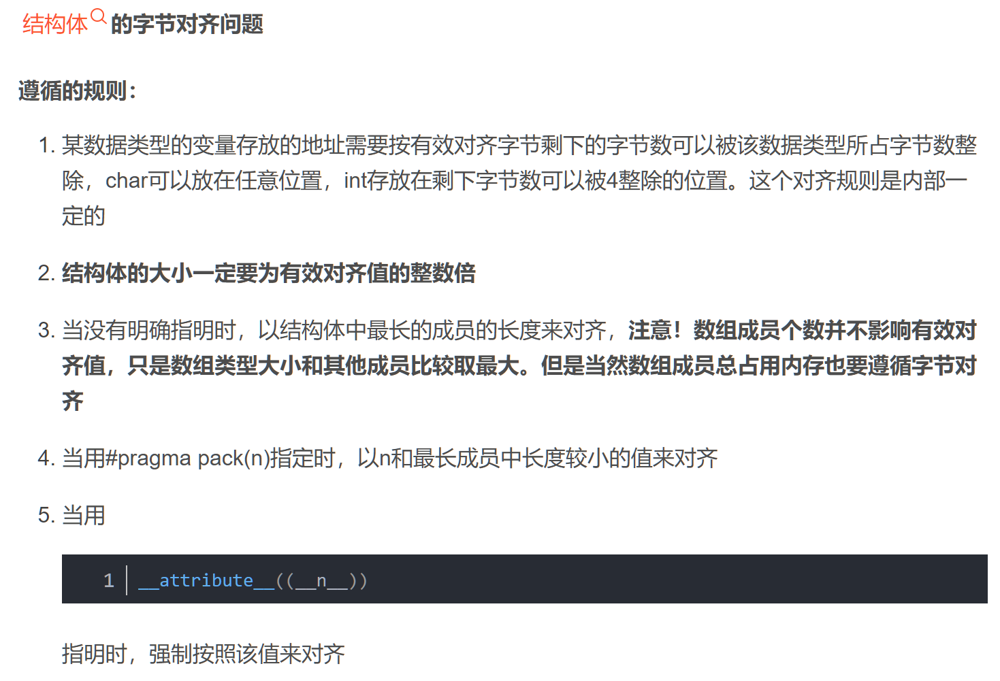 结构体的字节对齐问题
遵循的规则：
1. 某数据类型的变量存放的地址需要按有效对齐字节剩下的字节数可以被该数据类型所占字节数整
除，char可以放在任意位置，int存放在剩下字节数可以被4整除的位置。这个对齐规则是内部一
定的
2. 结构体的大小一定要为有效对齐值的整数倍
3. 当没有明确指明时，以结构体中最长的成员的长度来对齐，注意！数组成员个数并不影响有效对
齐值，只是数组类型大小和其他成员比较取最大。但是当然数组成员总占用内存也要遵循字节对
齐
4. 当用#pragma pack(n)指定时，以n和最长成员中长度较小的值来对齐
5. 当用
1 __attribute__((__n__))
指明时，强制按照该值来对齐